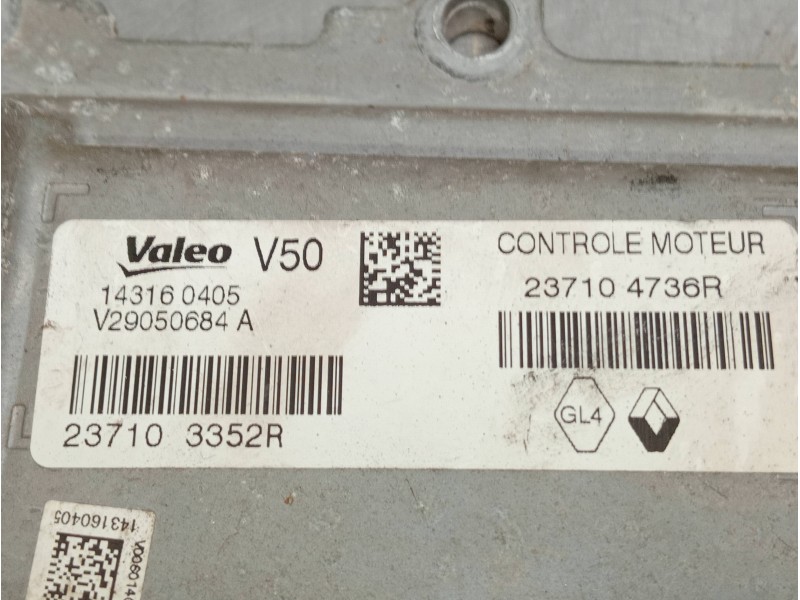 Valeo V50
14316 0405
V29050684 A
23710 3352R
CONTROLE MOTEUR
23710 4736R
GL4
143160405